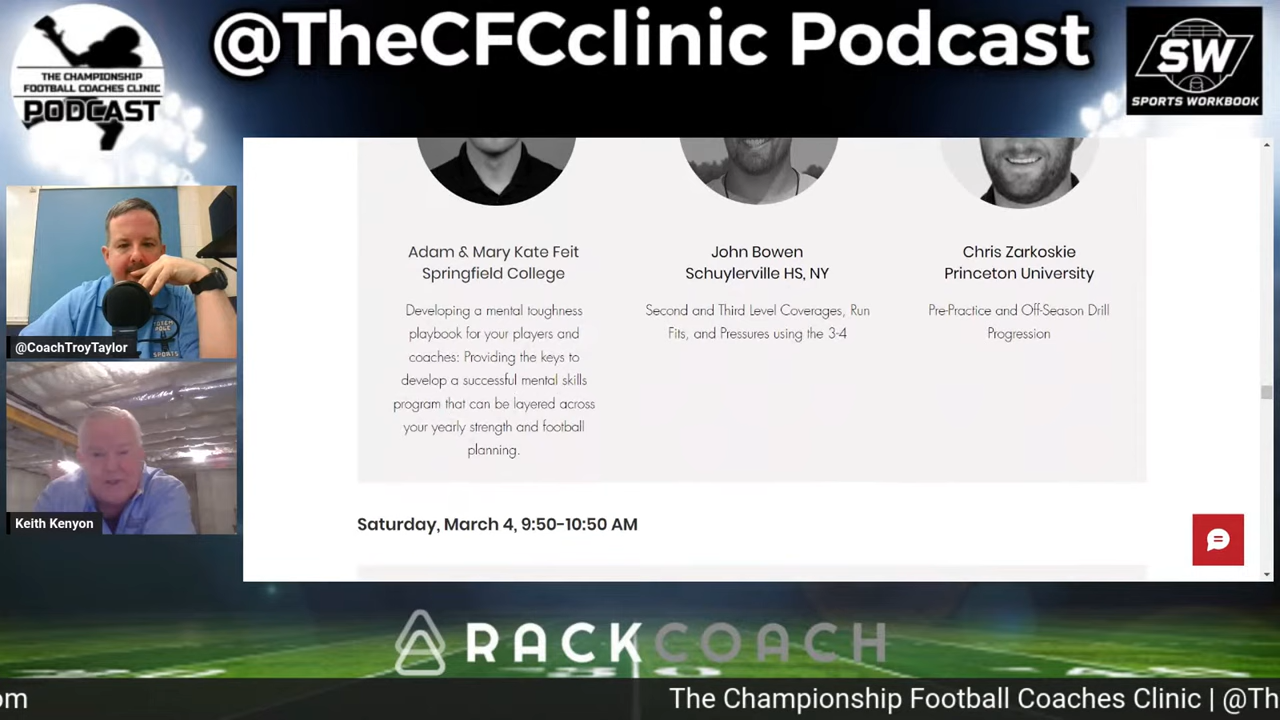 @TheCFCclinic Podcast
THE CHAMPIONSHIP
FOOTBALL COACHES CLINIC
PODCAST
SW
SPORTS WORKBOOK
@CoachTroyTaylor
Keith Kenyon
Adam & Mary Kate Feit
Springfield College
Developing a mental toughness
playbook for your players and
coaches: Providing the keys to
develop a successful mental skills
program that can be layered across
your yearly strength and football
planning.
John Bowen
Schuylerville HS, NY
Second and Third Level Coverages, Run
Fits, and Pressures using the 3-4
Chris Zarkoskie
Princeton University
Pre-Practice and Off-Season Drill
Progression
Saturday, March 4, 9:50-10:50 AM
RACKCOACH
om
The Championship Football Coaches Clinic | @Th